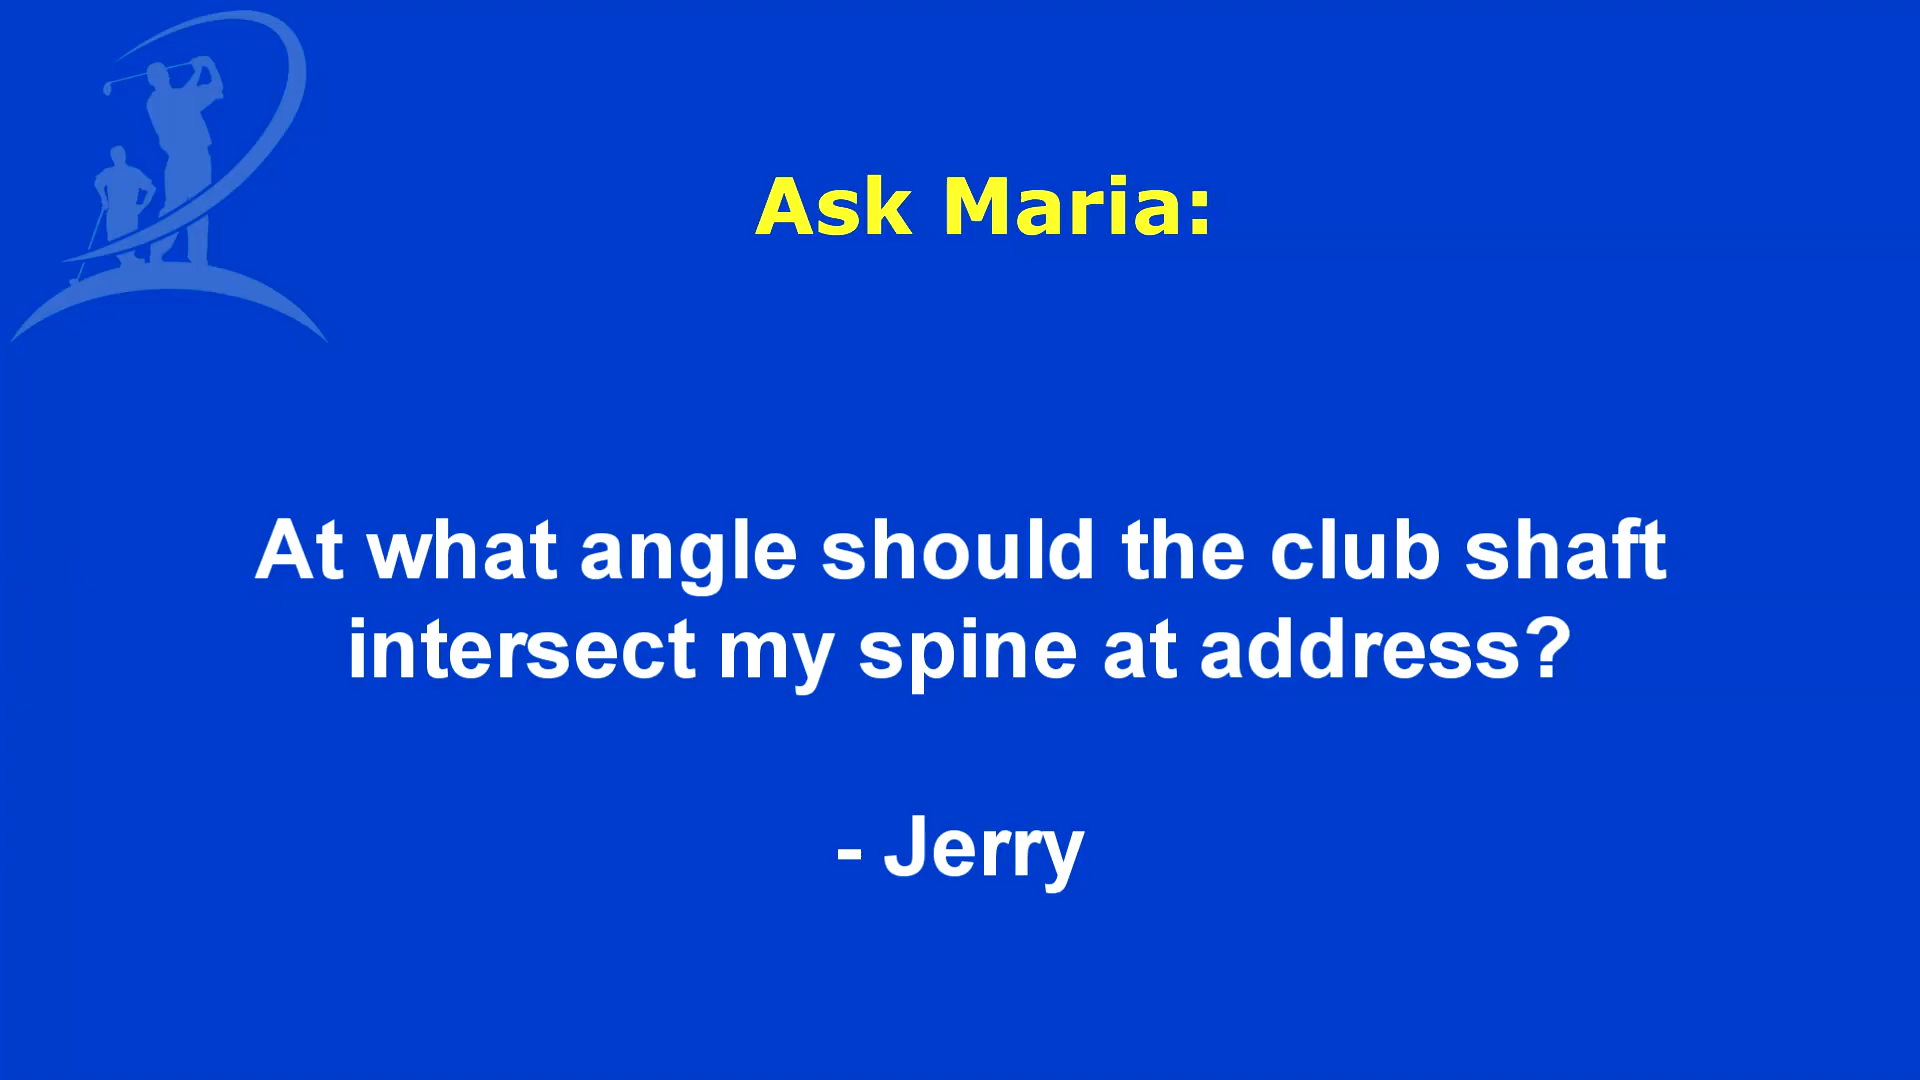 Ask Maria:
At what angle should the club shaft
intersect my spine at address?
- Jerry